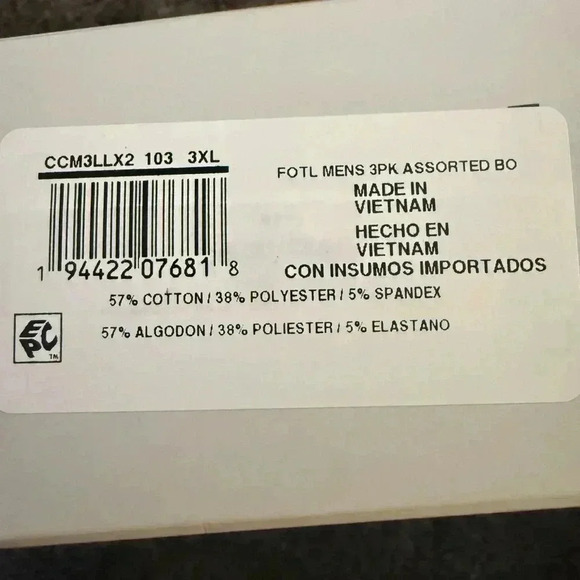 CCM3LLX2 103 3XL
1 94422 07681 8
FOTL MENS 3PK ASSORTED BO
MADE IN
VIETNAM
HECHO EN
VIETNAM
CON INSUMOS IMPORTADOS
57% COTTON / 38% POLYESTER / 5% SPANDEX
57% ALGODON / 38% POLIESTER / 5% ELASTANO
EPC
TM